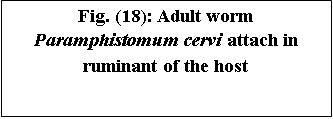 Fig. (18): Adult worm
Paramphistomum cervi attach in
ruminant of the host